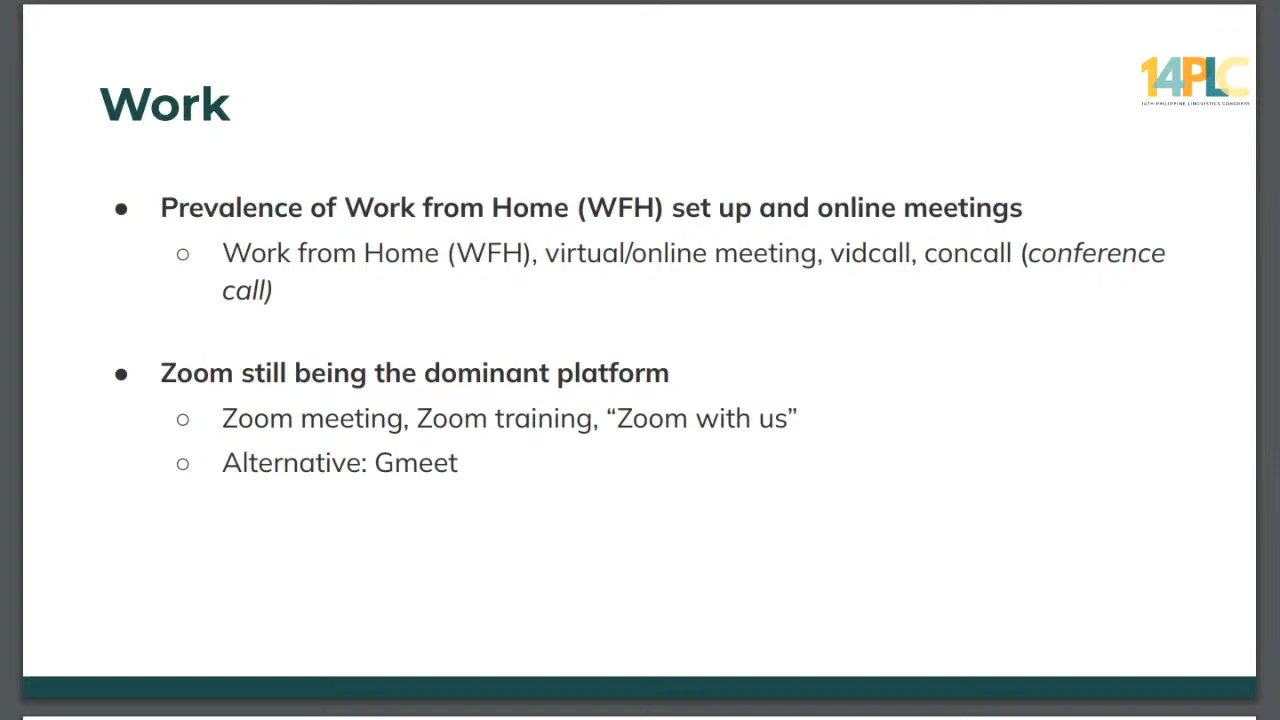 14PLC
14TH PHILIPPINE LINGUISTICS CONGRESS
Work
● Prevalence of Work from Home (WFH) set up and online meetings
○ Work from Home (WFH), virtual/online meeting, vidcall, concall (conference
call)
● Zoom still being the dominant platform
○ Zoom meeting, Zoom training, “Zoom with us”
○ Alternative: Gmeet